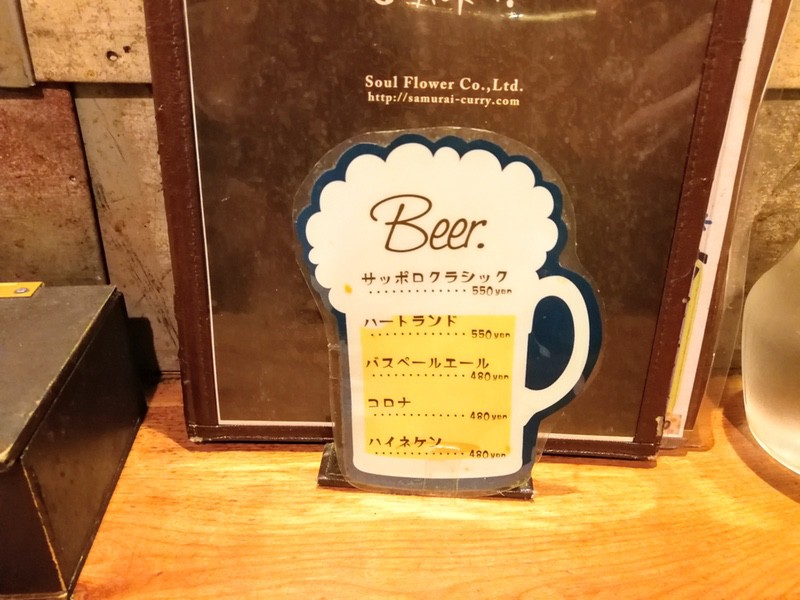 Soul Flower Co.,Ltd.
http://samurai-curry.com
Beer.
サッポロクラシック
............ 550yen
ハートランド
............ 550yen
バスペールエール
............ 480yen
コロナ
............ 480yen
ハイネケン
............ 480yen